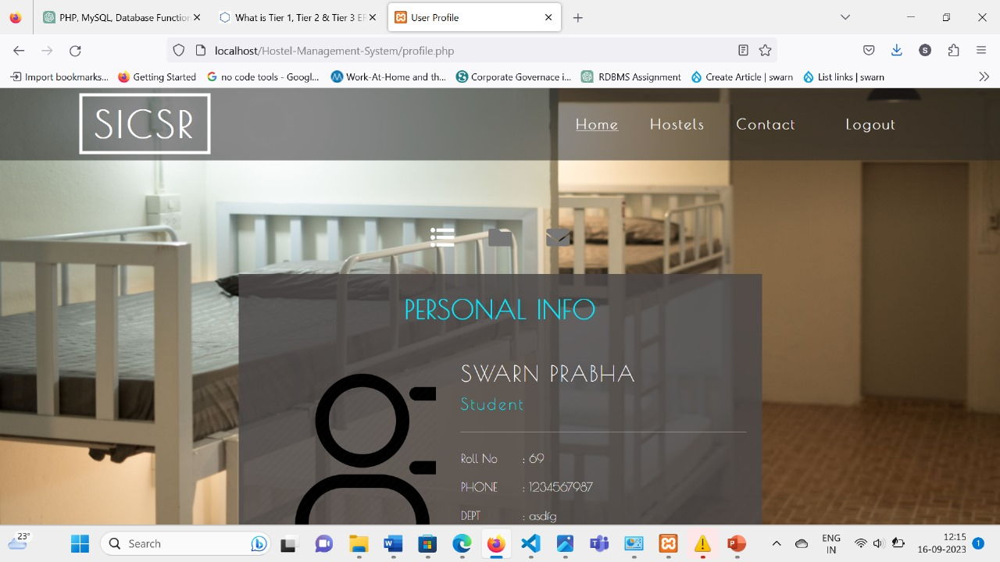 PHP, MySQL, Database Function
What is Tier 1, Tier 2 & Tier 3 ER
User Profile
localhost/Hostel-Management-System/profile.php
S
Import bookmarks...
Getting Started
no code tools - Googl...
Work-At-Home and th...
Corporate Governace i...
RDBMS Assignment
Create Article | swarn
List links | swarn
SICSR
Home
Hostels
Contact
Logout
PERSONAL INFO
SWARN PRABHA
Student
Roll No : 69
PHONE : 1234567987
DEPT : asdfg
23°
Search
ENG
IN
12:15
16-09-2023
1